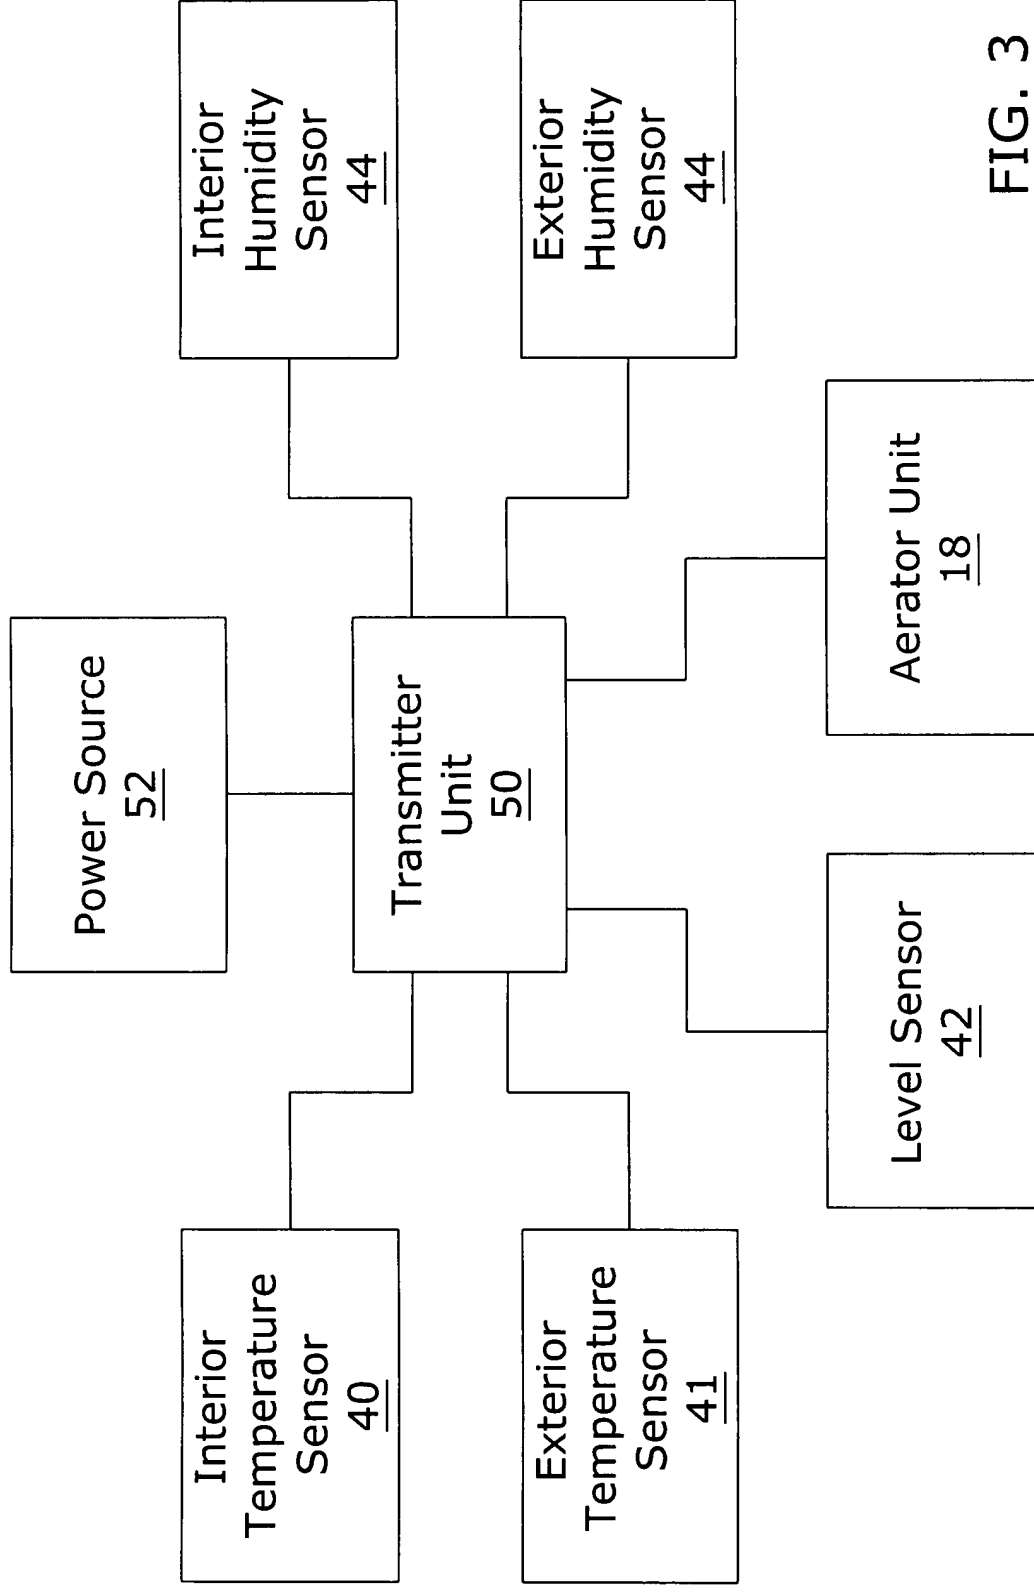 Power Source
52
Interior
Temperature
Sensor
40
Interior
Humidity
Sensor
44
Transmitter
Unit
50
Exterior
Temperature
Sensor
41
Exterior
Humidity
Sensor
44
Level Sensor
42
Aerator Unit
18
FIG. 3